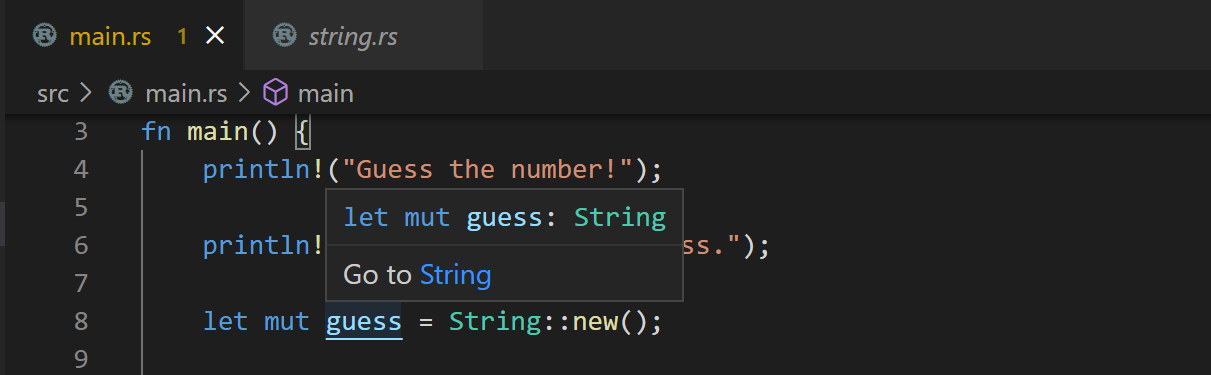 main.rs 1 × string.rs
src > main.rs > main
3 fn main() {
4 println!("Guess the number!");
5
let mut guess: String
6 println! ss.");
Go to String
7
8 let mut guess = String::new();
9